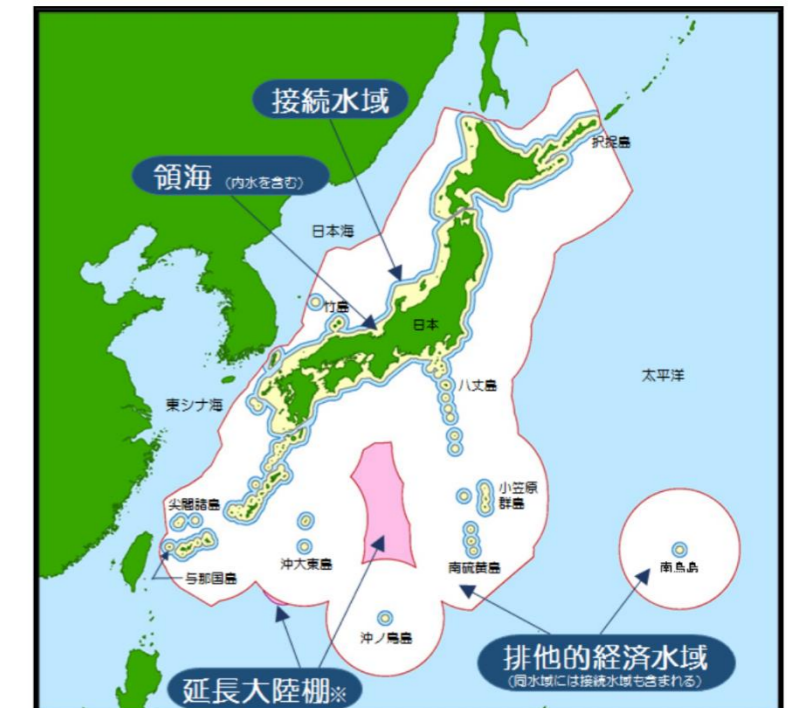 接続水域
択捉島
領海（内水を含む）
日本海
竹島
日本
太平洋
八丈島
東シナ海
小笠原
群島
尖閣諸島
沖大東島
南硫黄島
南鳥島
与那国島
沖ノ鳥島
排他的経済水域
（同水域には接続水域も含まれる）
延長大陸棚※